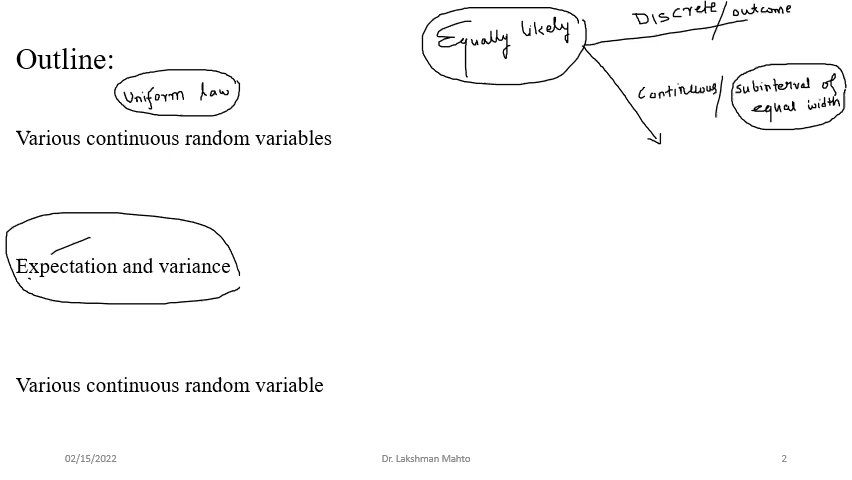 Outline:
Uniform law
Equally likely
Discrete / outcome
Continuous / subinterval of
equal width
Various continuous random variables
Expectation and variance
Various continuous random variable
02/15/2022
Dr. Lakshman Mahto
2